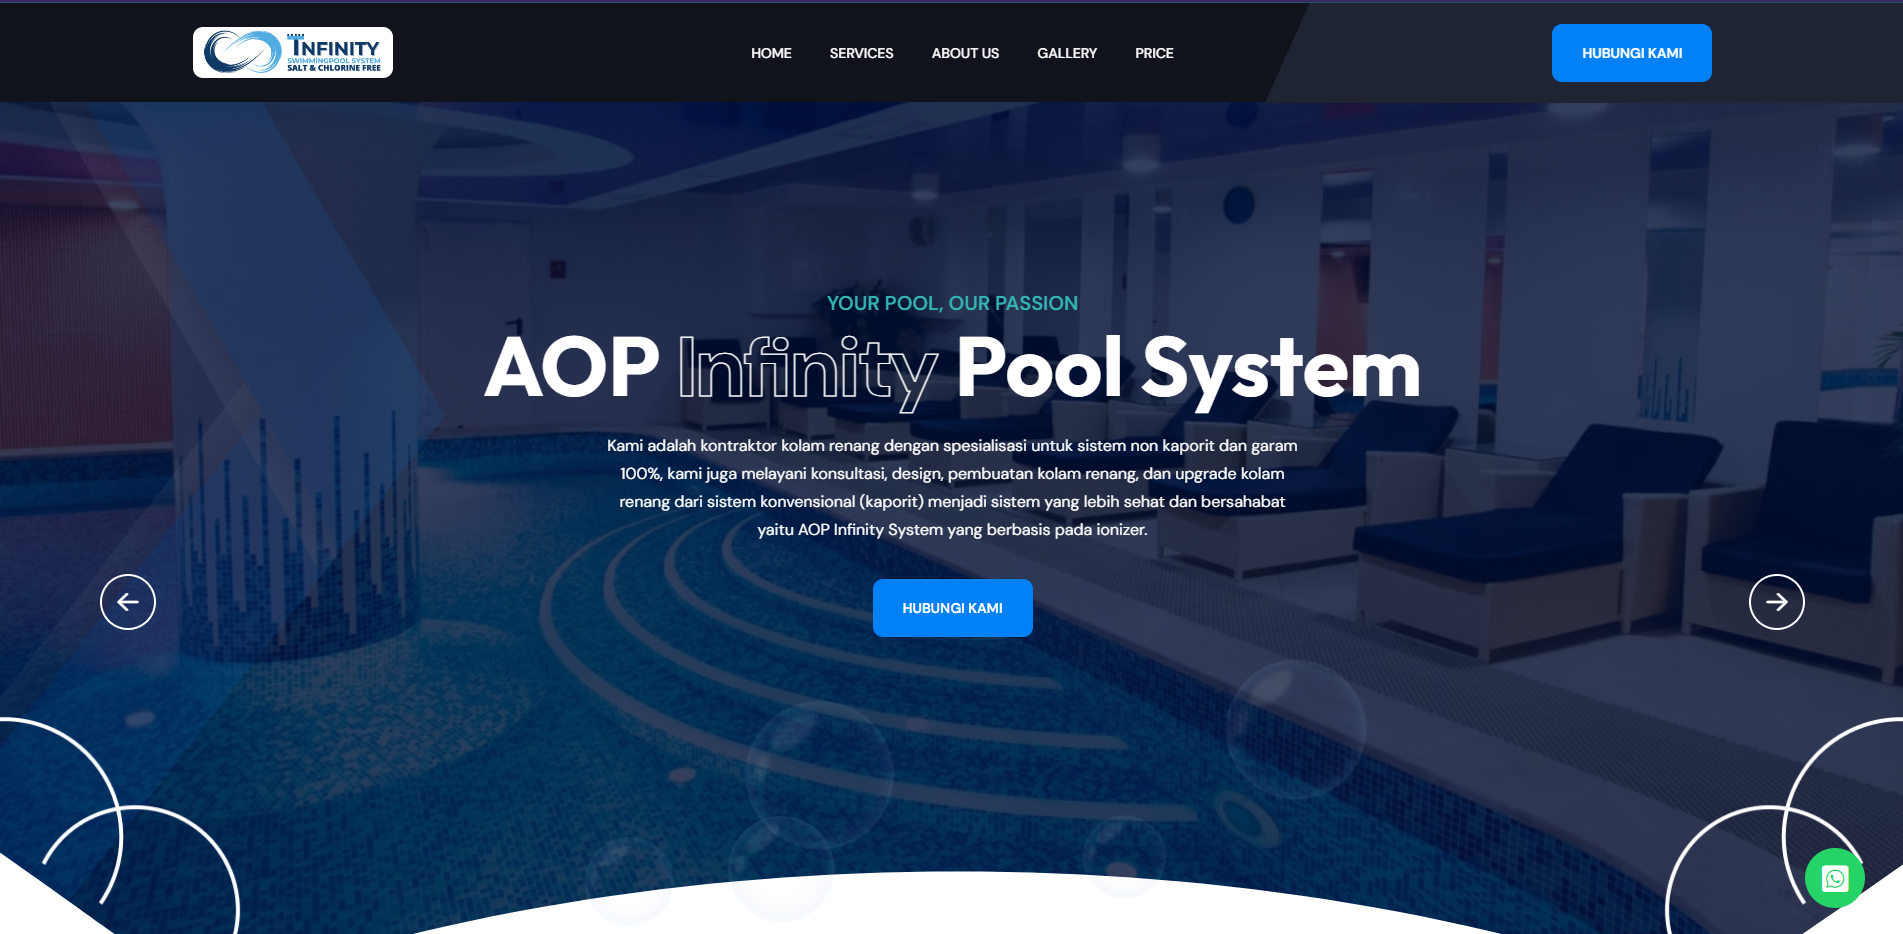 INFINITY
SWIMMINGPOOL SYSTEM
SALT & CHLORINE FREE
HOME SERVICES ABOUT US GALLERY PRICE
HUBUNGI KAMI
YOUR POOL, OUR PASSION
AOP Infinity Pool System
Kami adalah kontraktor kolam renang dengan spesialisasi untuk sistem non kaporit dan garam
100%, kami juga melayani konsultasi, design, pembuatan kolam renang, dan upgrade kolam
renang dari sistem konvensional (kaporit) menjadi sistem yang lebih sehat dan bersahabat
yaitu AOP Infinity System yang berbasis pada ionizer.
HUBUNGI KAMI